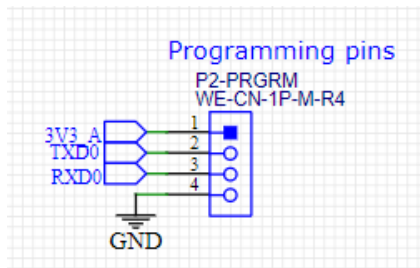 Programming pins
P2-PRGRM
WE-CN-1P-M-R4
3V3_A 1
TXD0 2
RXD0 3
4
GND